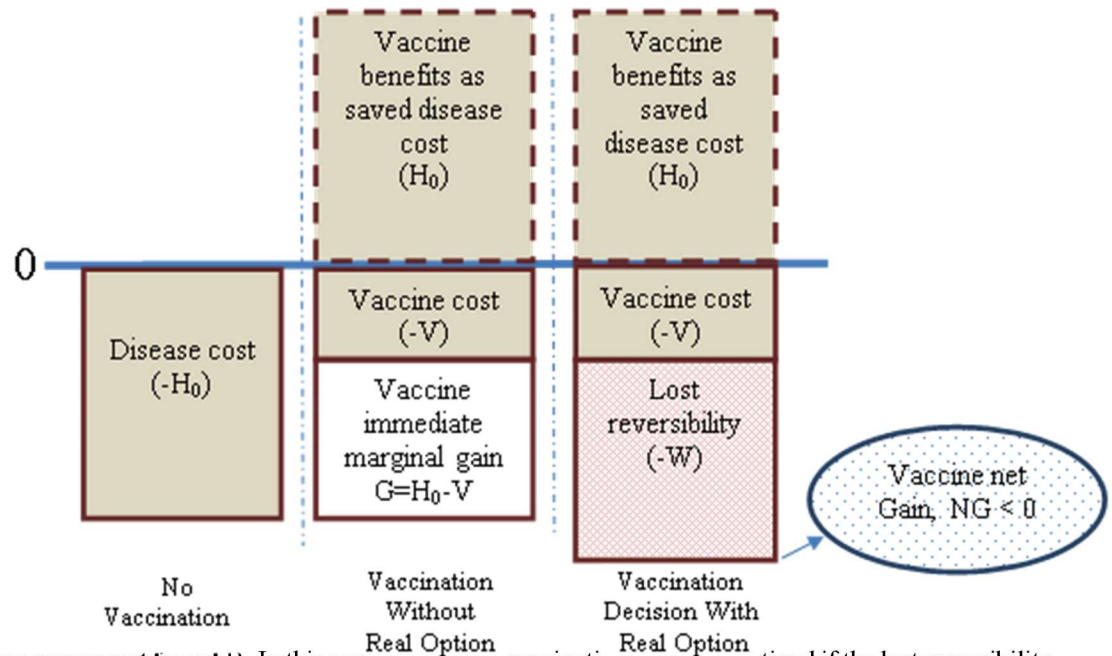 Vaccine
benefits as
saved disease
cost
(H₀)
Vaccine
benefits as
saved
disease cost
(H₀)
0
Disease cost
(-H₀)
Vaccine cost
(-V)
Vaccine
immediate
marginal gain
G=H₀-V
Vaccine cost
(-V)
Lost
reversibility
(-W)
Vaccine net
Gain, NG < 0
No
Vaccination
Vaccination
Without
Real Option
Vaccination
Decision With
Real Option